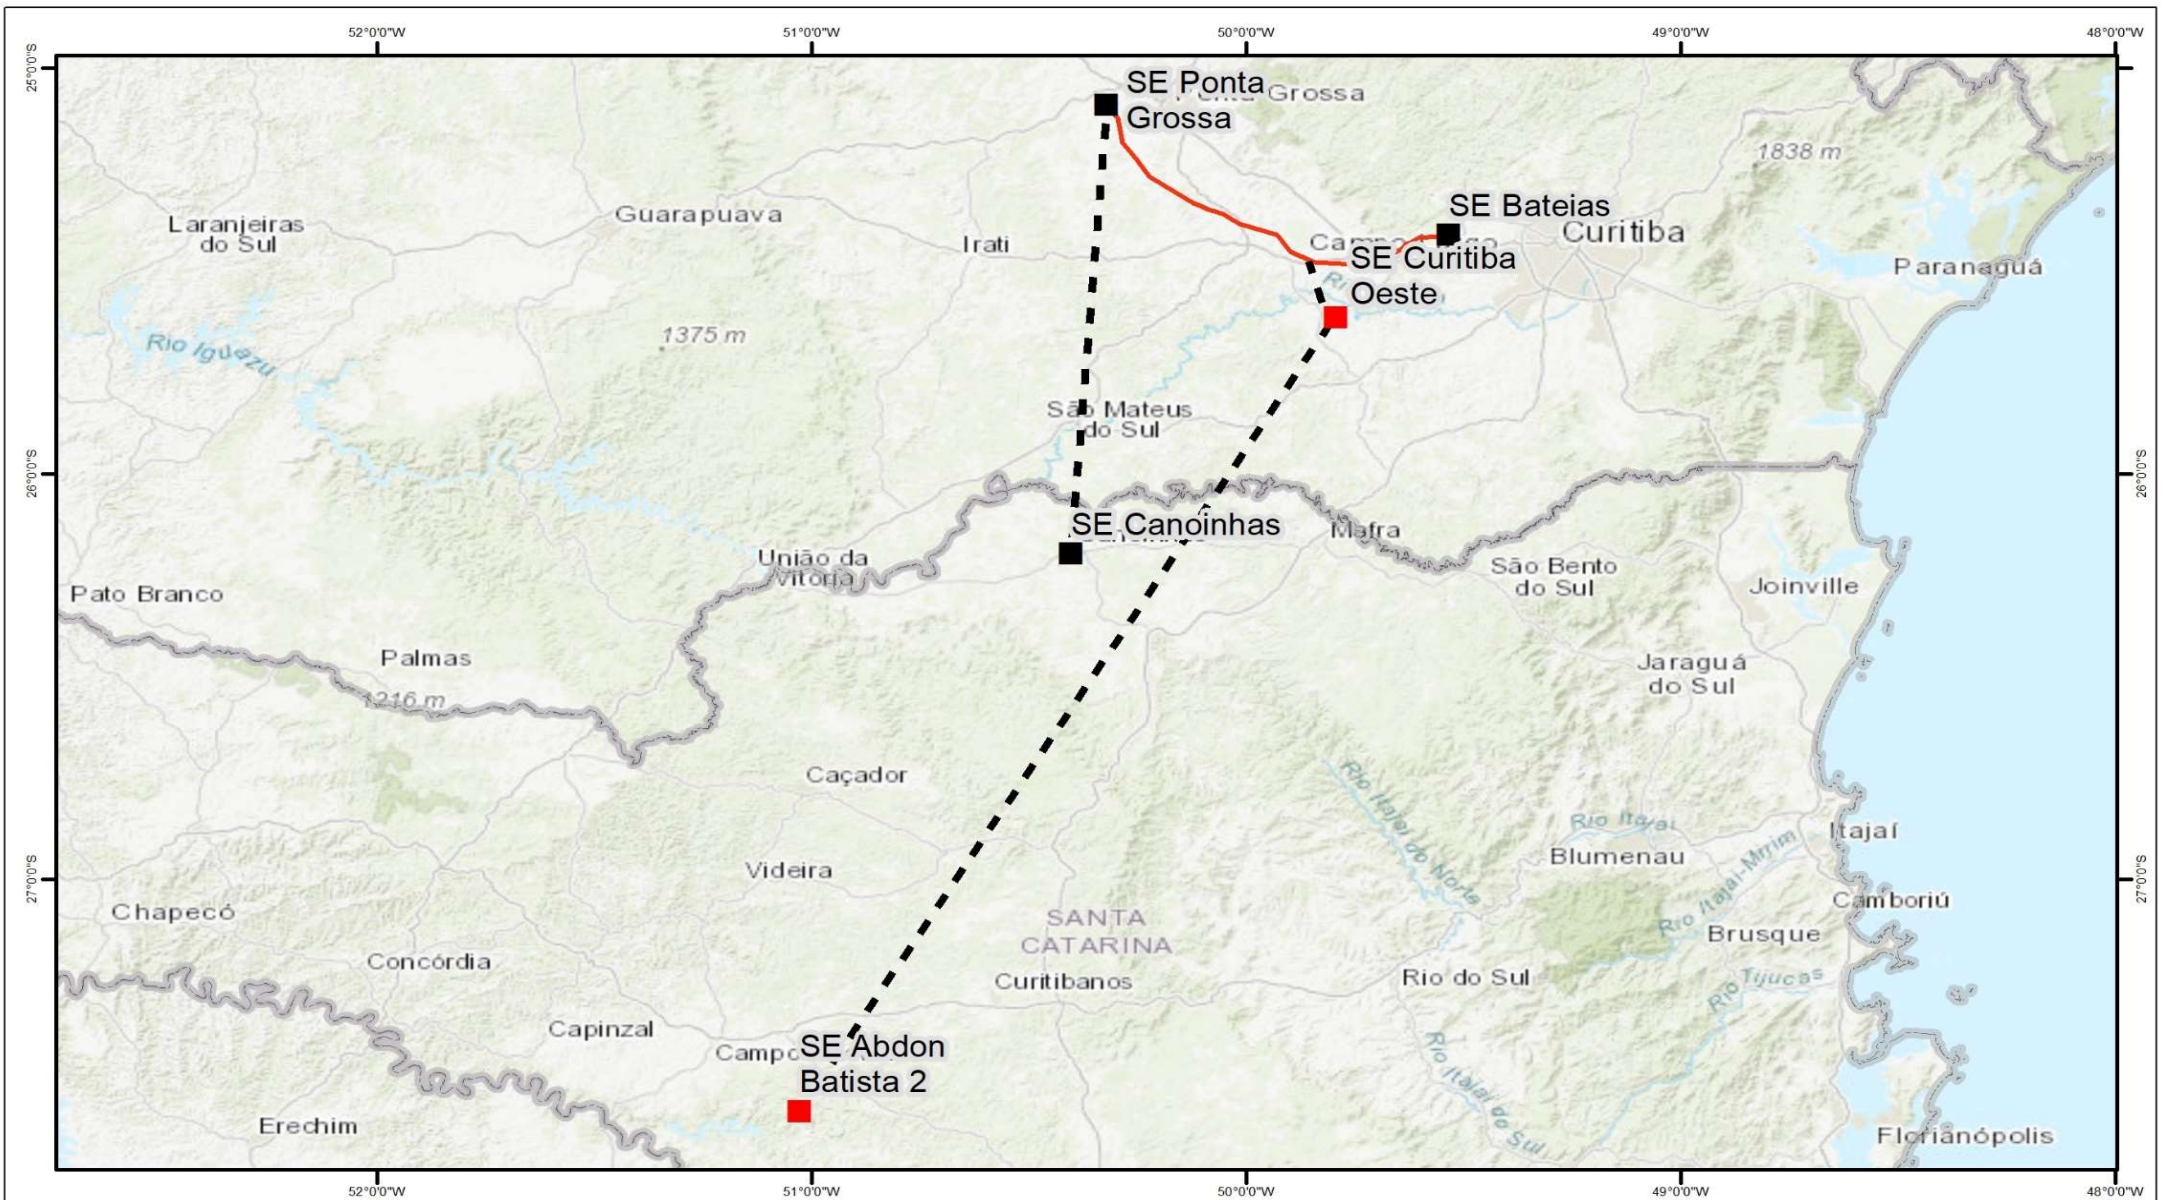 52°0'0"W
51°0'0"W
50°0'0"W
49°0'0"W
48°0'0"W
25°0'0"S
SE Ponta
Grossa
Grossa
1838 m
SE Bateias
Laranjeiras
do Sul
Guarapuava
Irati
Curitiba
SE Curitiba
Oeste
Paranaguá
Rio Iguazu
1375 m
São Mateus
do Sul
26°0'0"S
26°0'0"S
SE Canoinhas
Mafra
União da
Vitória
São Bento
do Sul
Joinville
Pato Branco
Palmas
1216 m
Jaraguá
do Sul
Caçador
Rio Itajaí do Norte
Rio Itajaí
Itajaí
Blumenau
Videira
Rio Itajaí-Mirim
27°0'0"S
27°0'0"S
Chapecó
SANTA
CATARINA
Camboriú
Brusque
Concórdia
Curitibanos
Rio do Sul
Rio Tijucas
Capinzal
SE Abdon
Batista 2
Rio Itajaí do Sul
Erechim
Florianópolis
52°0'0"W
51°0'0"W
50°0'0"W
49°0'0"W
48°0'0"W